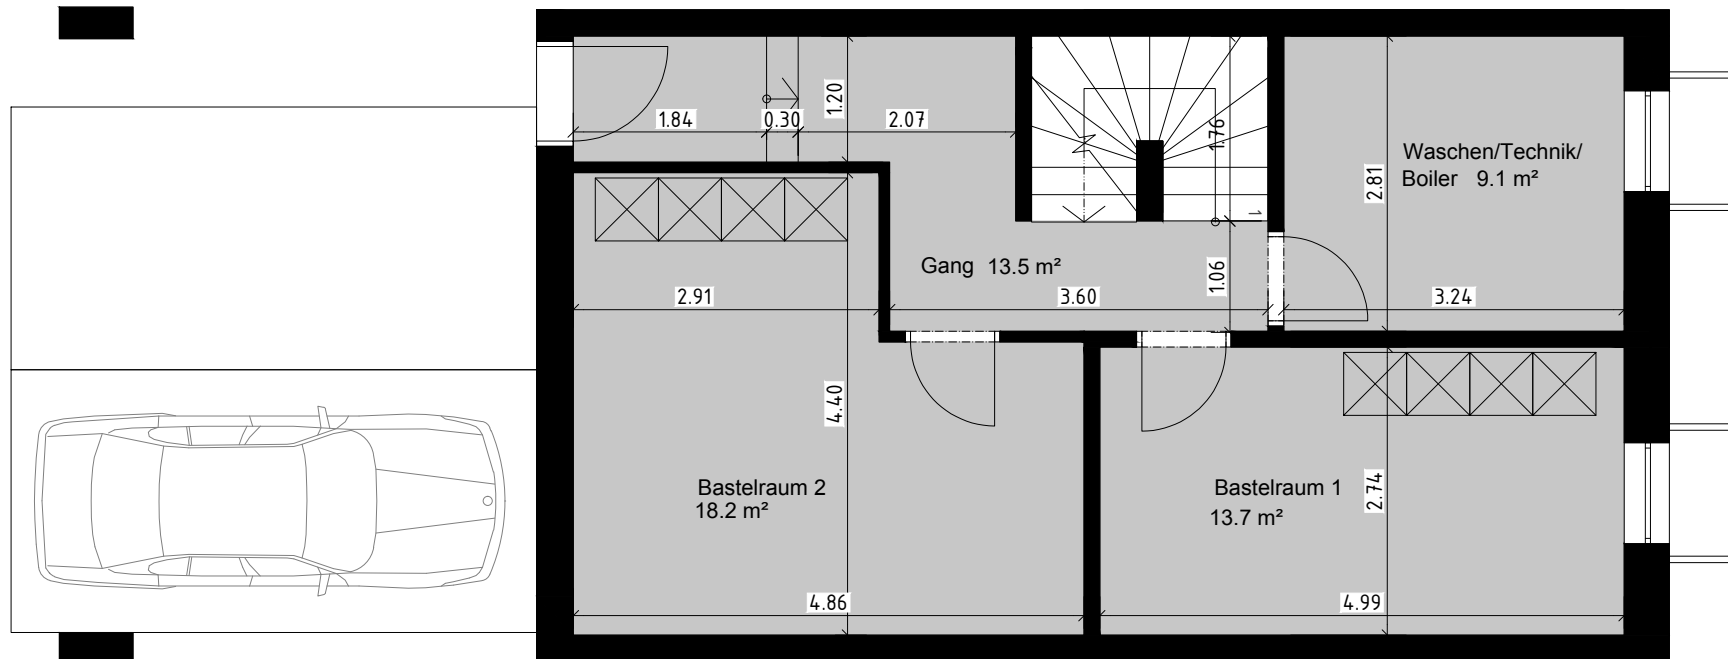 1.84
0.30
1.20
2.07
1.76
Waschen/Technik/
Boiler 9.1 m²
2.81
1
Gang 13.5 m²
2.91
3.60
1.06
3.24
4.40
Bastelraum 2
18.2 m²
Bastelraum 1
13.7 m²
2.74
4.86
4.99